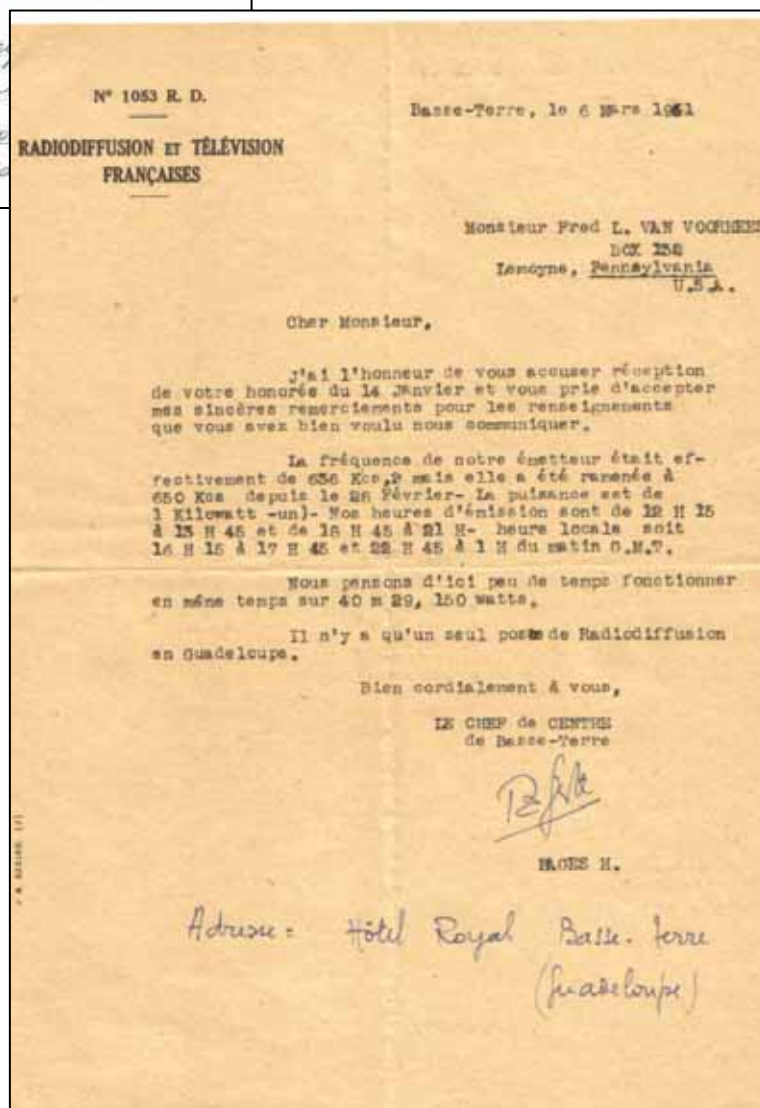 N° 1053 R. D.
RADIODIFFUSION ET TÉLÉVISION
FRANÇAISES
Basse-Terre, le 6 Mars
Monsieur Fred L. VAN VOORHEES
BOX
Lemoyne, Pennsylvania
U.S.A.
Cher Monsieur,
J'ai l'honneur de vous accuser réception
de votre honorée du 14 Janvier et vous prie d'accepter
mes sincères remerciements pour les renseignements
que vous avez bien voulu nous communiquer.
La fréquence de notre émetteur était ef-
fectivement de 636 Kcs,2 mais elle a été ramenée à
650 Kcs depuis le 26 Février- La puisance est de
1 Kilowatt -un)- Nos heures d'émission sont de 12 H 15
à 13 H 45 et de 18 H 45 à 21 H- heure locale soit
16 H 15 à 17 H 45 et 22 H 45 à 1 H du matin G.M.T.
Nous pensons d'ici peu de temps fonctionner
en même temps sur 40 m 29, 150 watts.
Il n'y a qu'un seul poste de Radiodiffusion
en Guadeloupe.
Bien cordialement à vous,
LE CHEF de CENTRE
de Basse-Terre
PAGES H.
Adresse = Hôtel Royal Basse-Terre
(Guadeloupe)